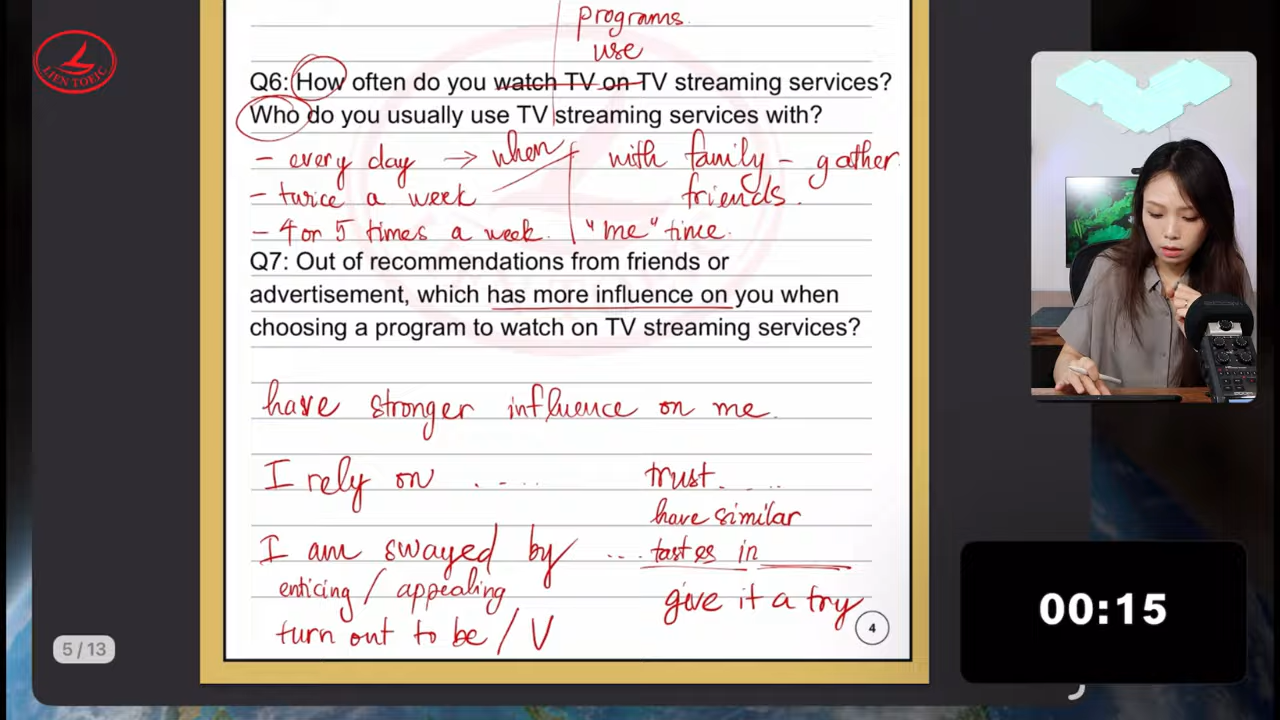 programs.
use
LIEN TOEIC
Q6: How often do you watch TV on TV streaming services?
Who do you usually use TV streaming services with?
- every day → when
with family - gather
- twice a week
friends.
- 4 or 5 times a week.
"me" time.
Q7: Out of recommendations from friends or
advertisement, which has more influence on you when
choosing a program to watch on TV streaming services?
have stronger influence on me.
I rely on . - . .
trust. . . .
have similar
I am swayed by ...
tastes in
enticing / appealing
give it a try
turn out to be / V
4
5 / 13
00:15